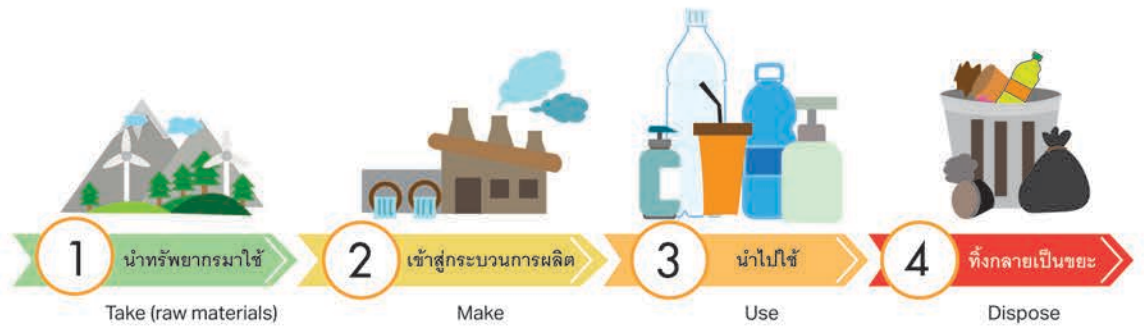 1 นำทรัพยากรมาใช้
2 เข้าสู่กระบวนการผลิต
3 นำไปใช้
4 ทิ้งกลายเป็นขยะ
Take (raw materials)
Make
Use
Dispose